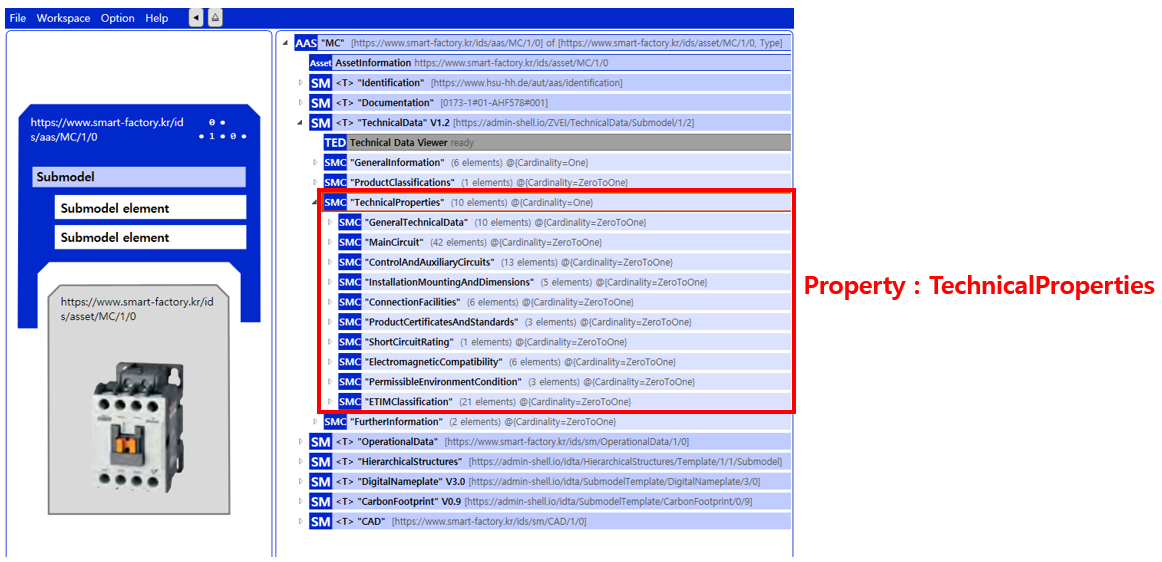 File Workspace Option Help
https://www.smart-factory.kr/id
s/aas/MC/1/0
0
1 0
Submodel
Submodel element
Submodel element
https://www.smart-factory.kr/id
s/asset/MC/1/0
AAS "MC" [https://www.smart-factory.kr/ids/aas/MC/1/0] of [https://www.smart-factory.kr/ids/asset/MC/1/0, Type]
Asset AssetInformation https://www.smart-factory.kr/ids/asset/MC/1/0
SM <T> "Identification" [https://www.hsu-hh.de/aut/aas/identification]
SM <T> "Documentation" [0173-1#01-AHF578#001]
SM <T> "TechnicalData" V1.2 [https://admin-shell.io/ZVEI/TechnicalData/Submodel/1/2]
TED Technical Data Viewer ready
SMC "GeneralInformation" (6 elements) @{Cardinality=One}
SMC "ProductClassifications" (1 elements) @{Cardinality=ZeroToOne}
SMC "TechnicalProperties" (10 elements) @{Cardinality=One}
SMC "GeneralTechnicalData" (10 elements) @{Cardinality=ZeroToOne}
SMC "MainCircuit" (42 elements) @{Cardinality=ZeroToOne}
SMC "ControlAndAuxiliaryCircuits" (13 elements) @{Cardinality=ZeroToOne}
SMC "InstallationMountingAndDimensions" (5 elements) @{Cardinality=ZeroToOne}
SMC "ConnectionFacilities" (6 elements) @{Cardinality=ZeroToOne}
SMC "ProductCertificatesAndStandards" (3 elements) @{Cardinality=ZeroToOne}
SMC "ShortCircuitRating" (1 elements) @{Cardinality=ZeroToOne}
SMC "ElectromagneticCompatibility" (6 elements) @{Cardinality=ZeroToOne}
SMC "PermissibleEnvironmentCondition" (3 elements) @{Cardinality=ZeroToOne}
SMC "ETIMClassification" (21 elements) @{Cardinality=ZeroToOne}
SMC "FurtherInformation" (2 elements) @{Cardinality=ZeroToOne}
SM <T> "OperationalData" [https://www.smart-factory.kr/ids/sm/OperationalData/1/0]
SM <T> "HierarchicalStructures" [https://admin-shell.io/idta/HierarchicalStructures/Template/1/1/Submodel]
SM <T> "DigitalNameplate" V3.0 [https://admin-shell.io/idta/SubmodelTemplate/DigitalNameplate/3/0]
SM <T> "CarbonFootprint" V0.9 [https://admin-shell.io/idta/SubmodelTemplate/CarbonFootprint/0/9]
SM <T> "CAD" [https://www.smart-factory.kr/ids/sm/CAD/1/0]
Property : TechnicalProperties